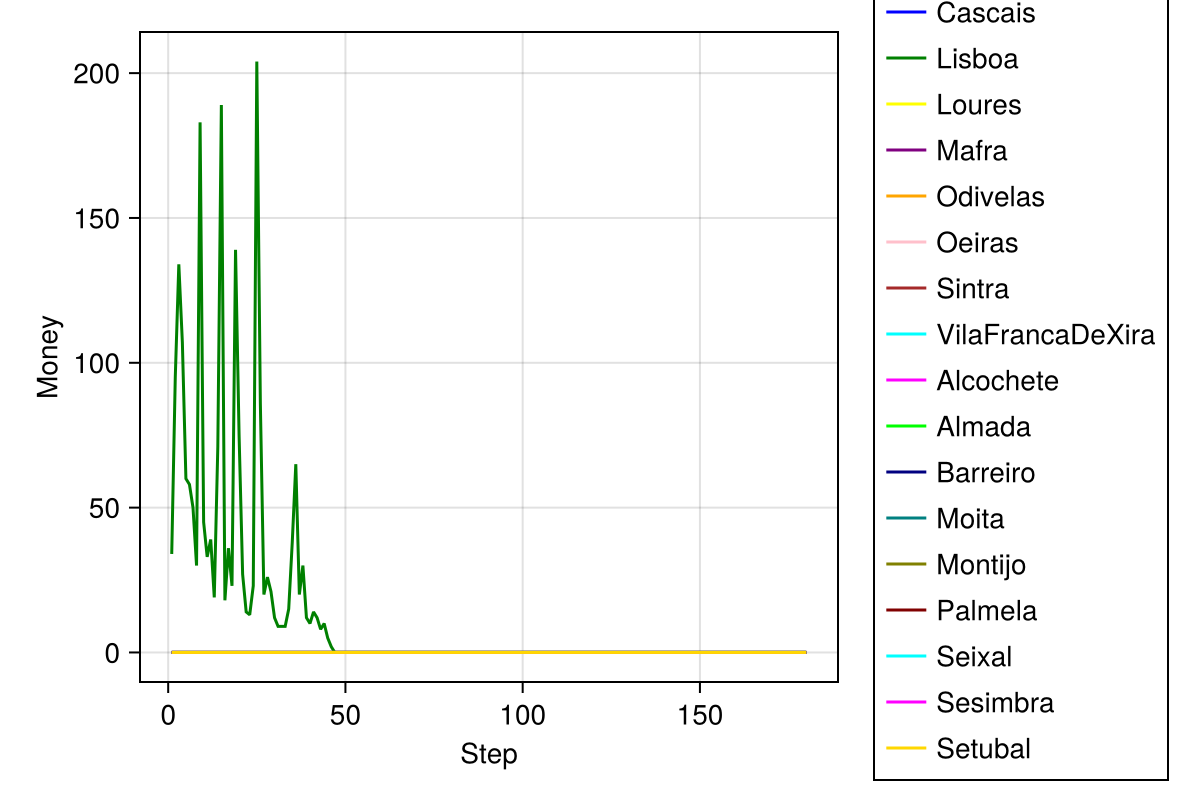 Money
200
150
100
50
0
0 50 100 150
Step
Cascais
Lisboa
Loures
Mafra
Odivelas
Oeiras
Sintra
VilaFrancaDeXira
Alcochete
Almada
Barreiro
Moita
Montijo
Palmela
Seixal
Sesimbra
Setubal